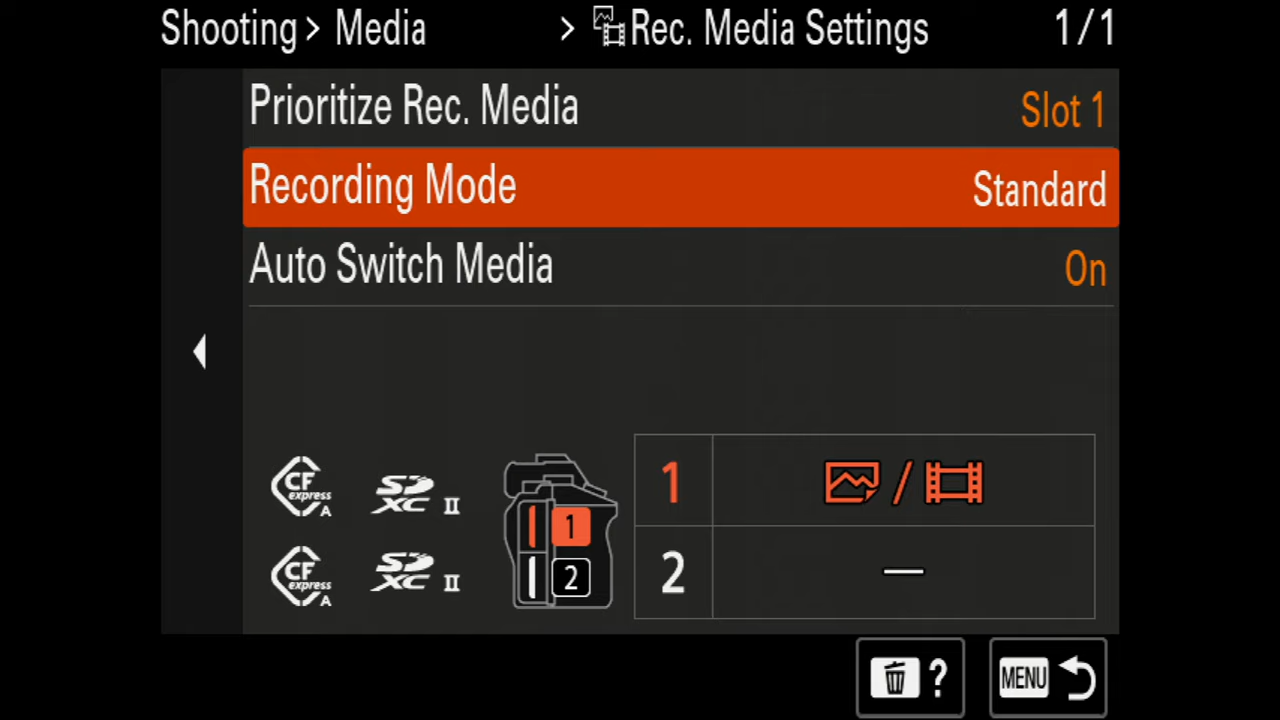 Shooting > Media > Rec. Media Settings 1/1
Prioritize Rec. Media Slot 1
Recording Mode Standard
Auto Switch Media On
CF express A SD XC II 1 1 /
CF express A SD XC II 2 2 —
? MENU